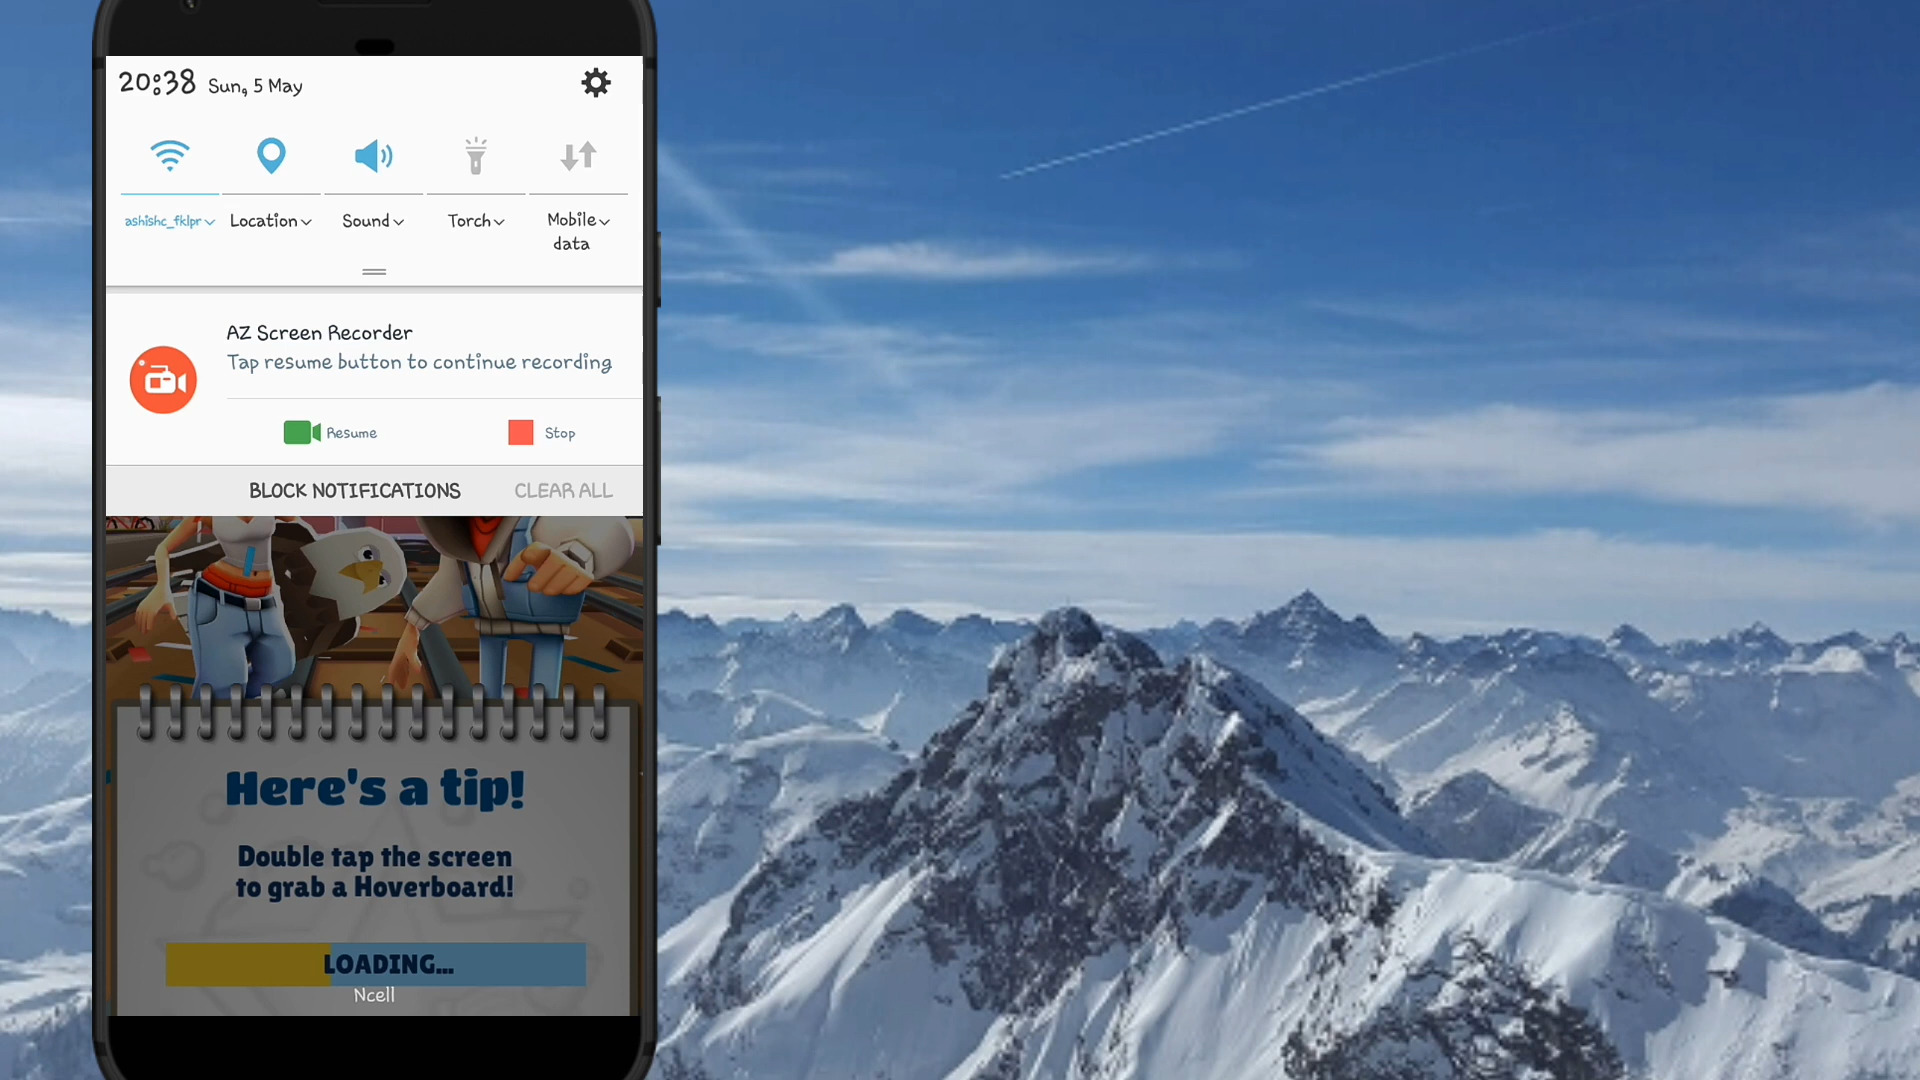 20:38 Sun, 5 May
ashishc_fklpr Location Sound Torch Mobile data
AZ Screen Recorder
Tap resume button to continue recording
Resume Stop
BLOCK NOTIFICATIONS CLEAR ALL
Here's a tip!
Double tap the screen
to grab a Hoverboard!
LOADING...
Ncell